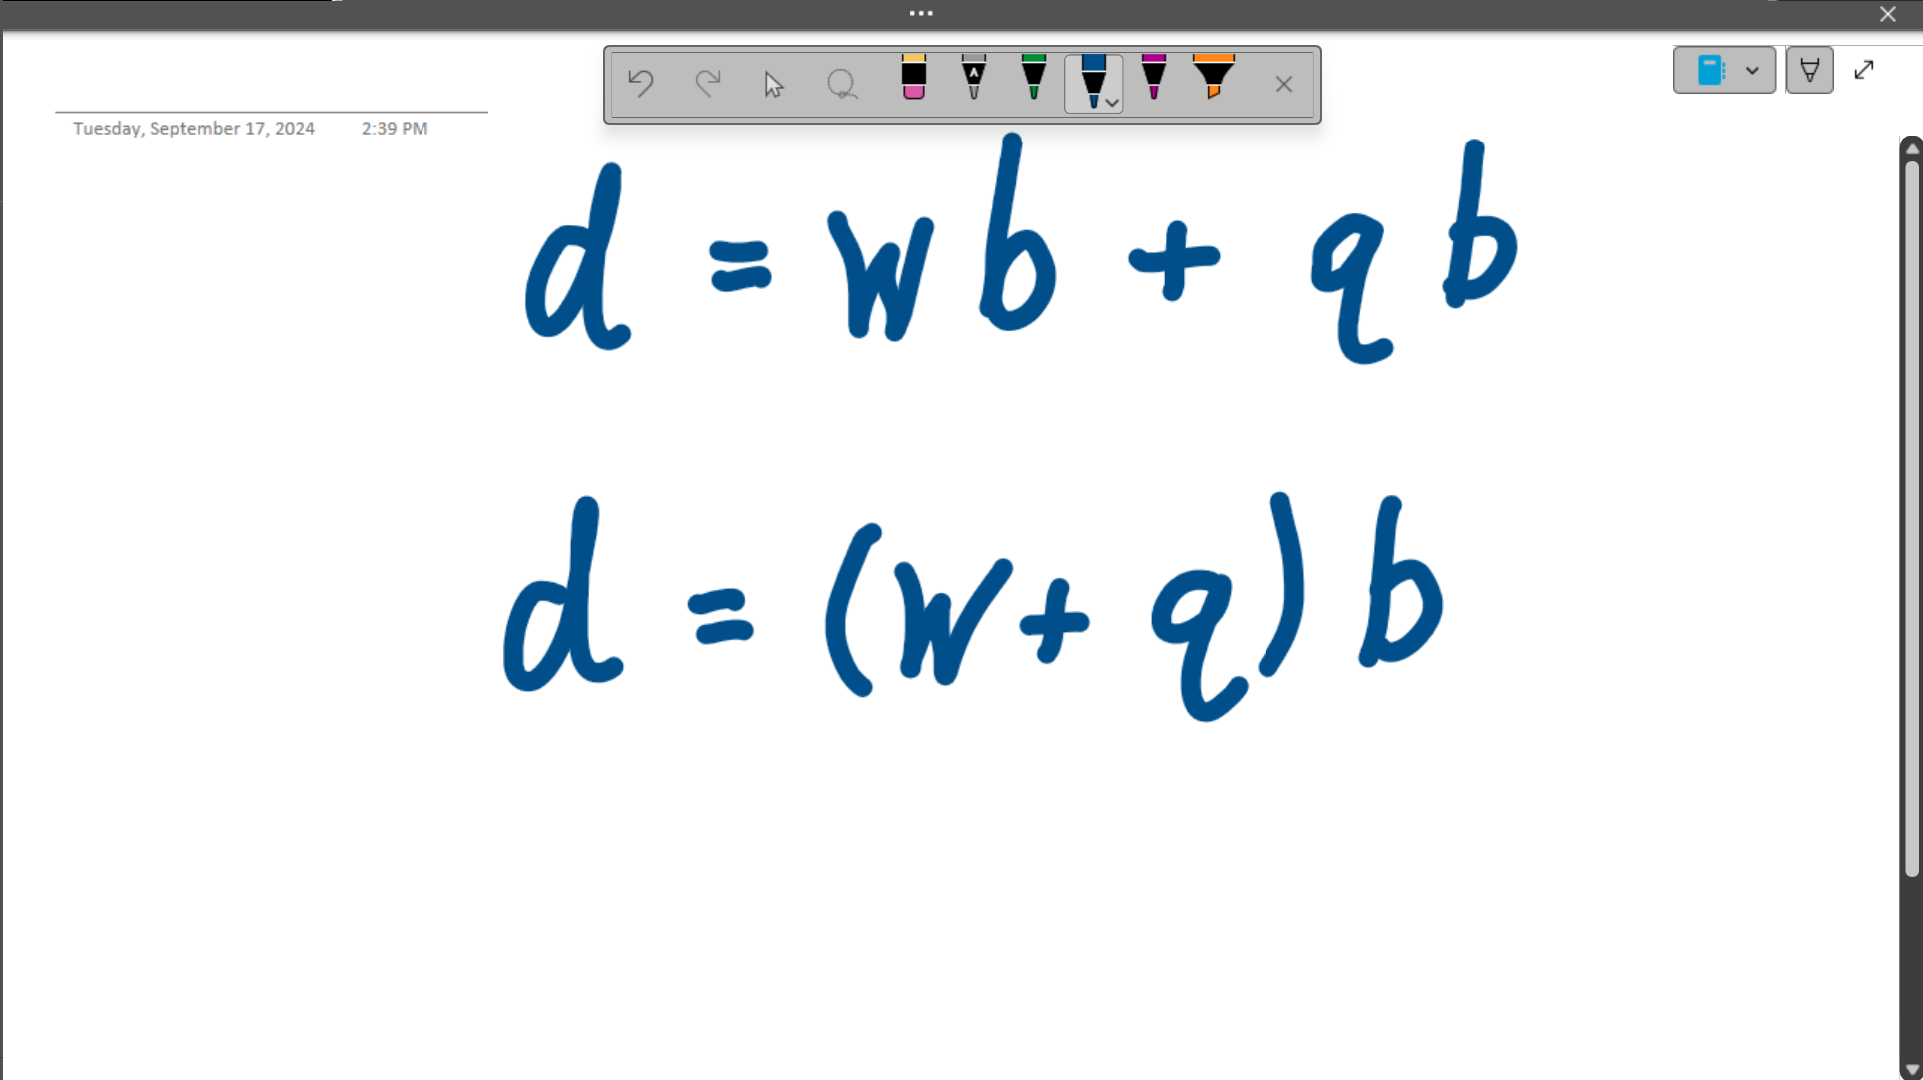 Tuesday, September 17, 2024 2:39 PM
d = wb + qb
d = (w + q) b